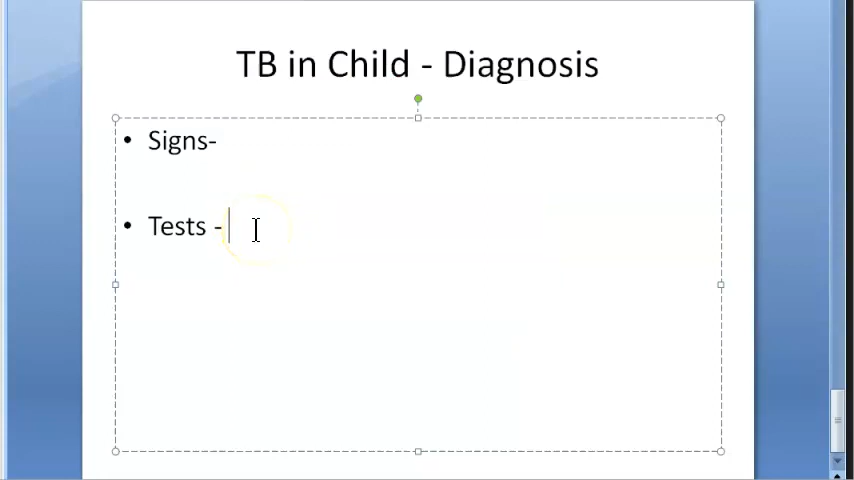 TB in Child - Diagnosis
• Signs-
• Tests -